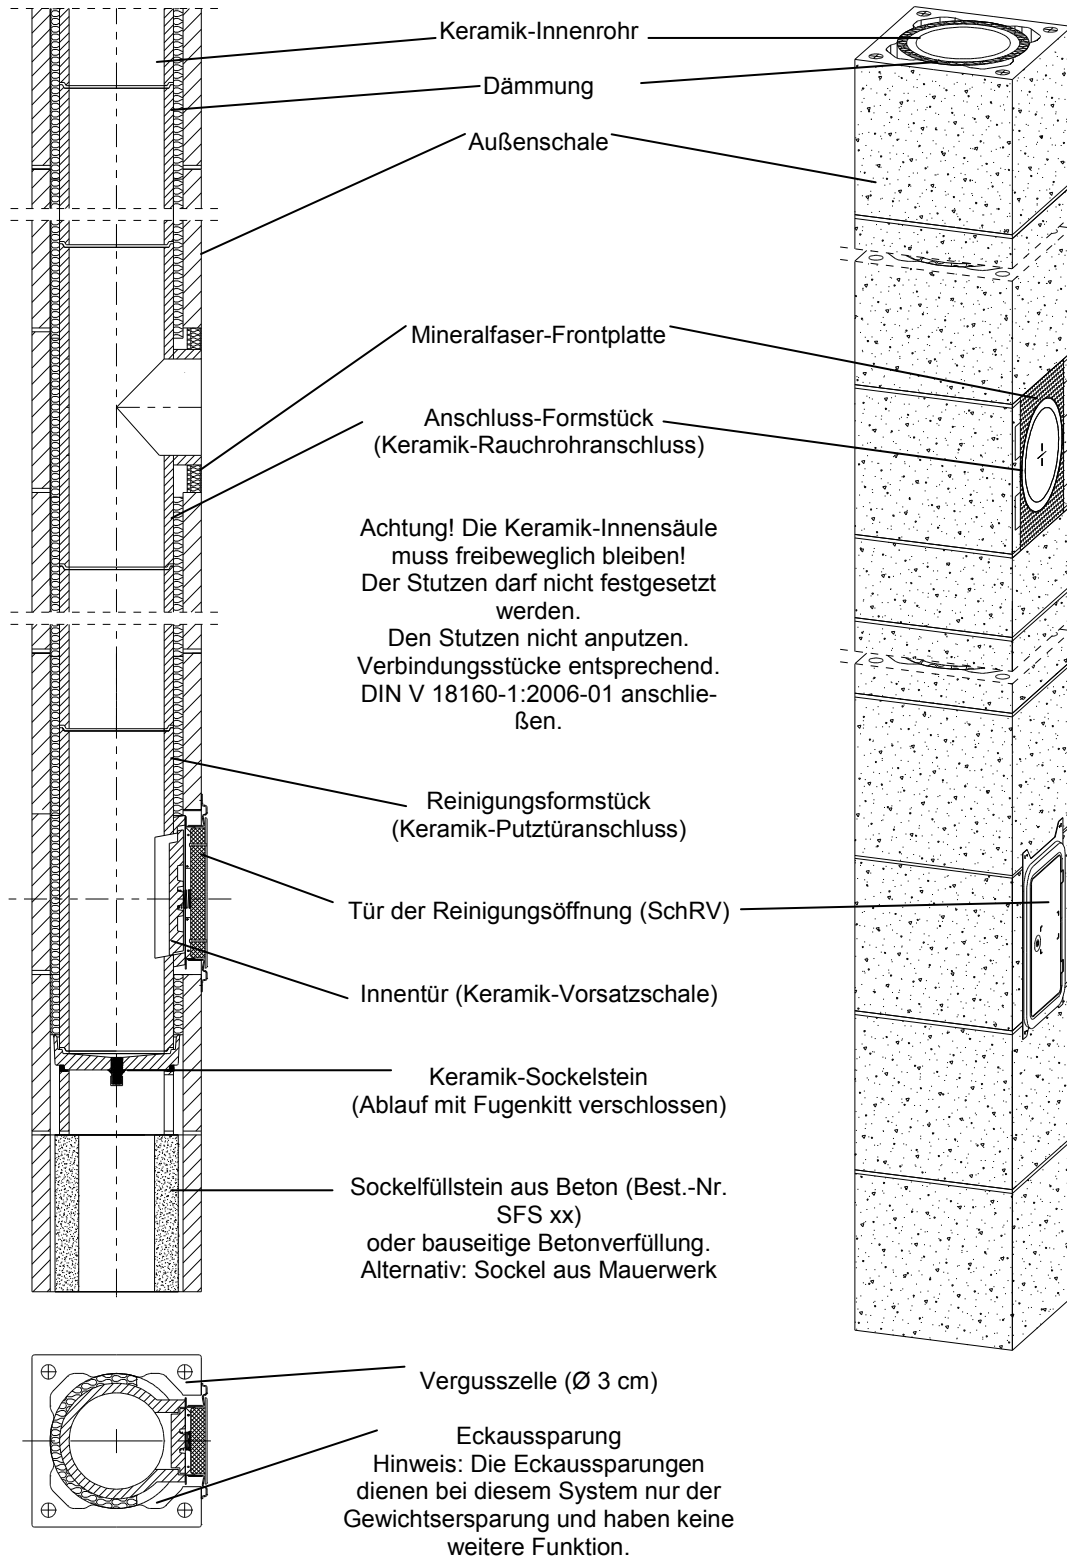 Keramik-Innenrohr
Dämmung
Außenschale
Mineralfaser-Frontplatte
Anschluss-Formstück
(Keramik-Rauchrohranschluss)
Achtung! Die Keramik-Innensäule
muss freibeweglich bleiben!
Der Stutzen darf nicht festgesetzt
werden.
Den Stutzen nicht anputzen.
Verbindungsstücke entsprechend.
DIN V 18160-1:2006-01 anschlie-
ßen.
Reinigungsformstück
(Keramik-Putztüranschluss)
Tür der Reinigungsöffnung (SchRV)
Innentür (Keramik-Vorsatzschale)
Keramik-Sockelstein
(Ablauf mit Fugenkitt verschlossen)
Sockelfüllstein aus Beton (Best.-Nr.
SFS xx)
oder bauseitige Betonverfüllung.
Alternativ: Sockel aus Mauerwerk
Vergusszelle (Ø 3 cm)
Eckaussparung
Hinweis: Die Eckaussparungen
dienen bei diesem System nur der
Gewichtsersparung und haben keine
weitere Funktion.